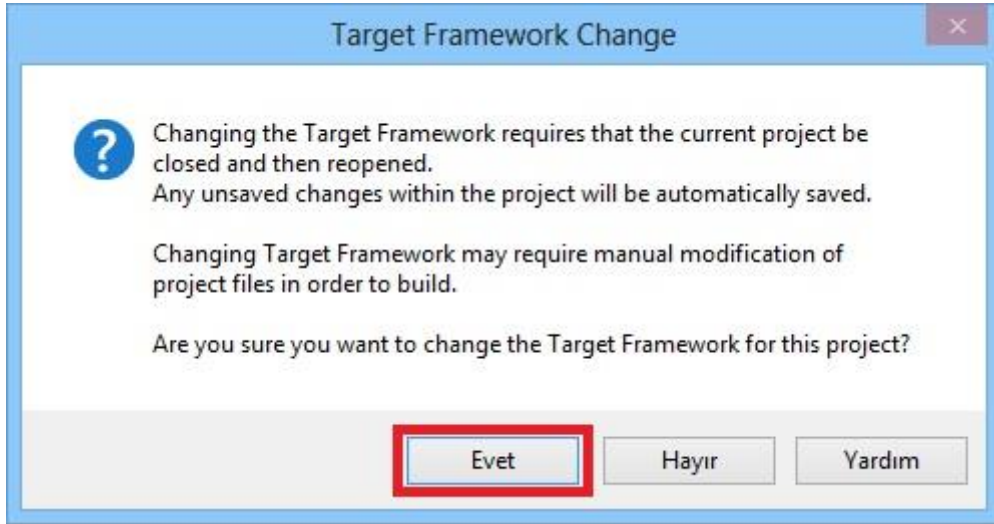 Target Framework Change
Changing the Target Framework requires that the current project be
closed and then reopened.
Any unsaved changes within the project will be automatically saved.
Changing Target Framework may require manual modification of
project files in order to build.
Are you sure you want to change the Target Framework for this project?
Evet Hayır Yardım